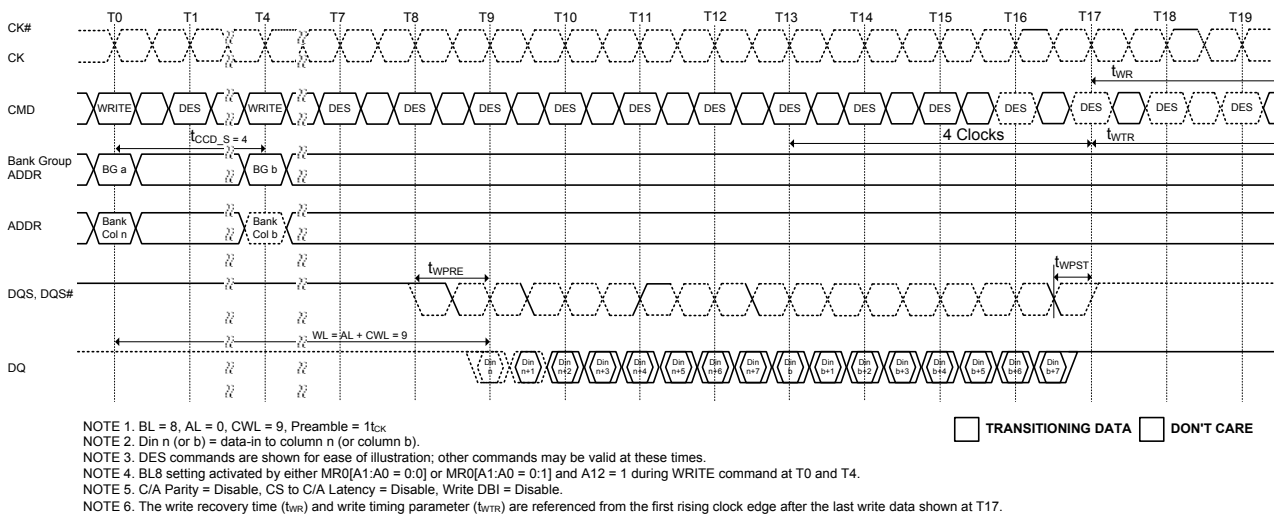 T0 T1 T4 T7 T8 T9 T10 T11 T12 T13 T14 T15 T16 T17 T18 T19
CK#
CK
tWR
CMD WRITE DES WRITE DES DES DES DES DES DES DES DES DES DES DES DES DES
tCCD_S = 4
4 Clocks
tWTR
Bank Group
ADDR
BG a BG b
ADDR
Bank Bank
Col n Col b
tWPRE
tWPST
DQS, DQS#
WL = AL + CWL = 9
DQ
Din Din Din Din Din Din Din Din Din Din Din Din Din Din Din Din
n n+1 n+2 n+3 n+4 n+5 n+6 n+7 b b+1 b+2 b+3 b+4 b+5 b+6 b+7
NOTE 1. BL = 8, AL = 0, CWL = 9, Preamble = 1tCK
TRANSITIONING DATA DON'T CARE
NOTE 2. Din n (or b) = data-in to column n (or column b).
NOTE 3. DES commands are shown for ease of illustration; other commands may be valid at these times.
NOTE 4. BL8 setting activated by either MR0[A1:A0 = 0:0] or MR0[A1:A0 = 0:1] and A12 = 1 during WRITE command at T0 and T4.
NOTE 5. C/A Parity = Disable, CS to C/A Latency = Disable, Write DBI = Disable.
NOTE 6. The write recovery time (tWR) and write timing parameter (tWTR) are referenced from the first rising clock edge after the last write data shown at T17.